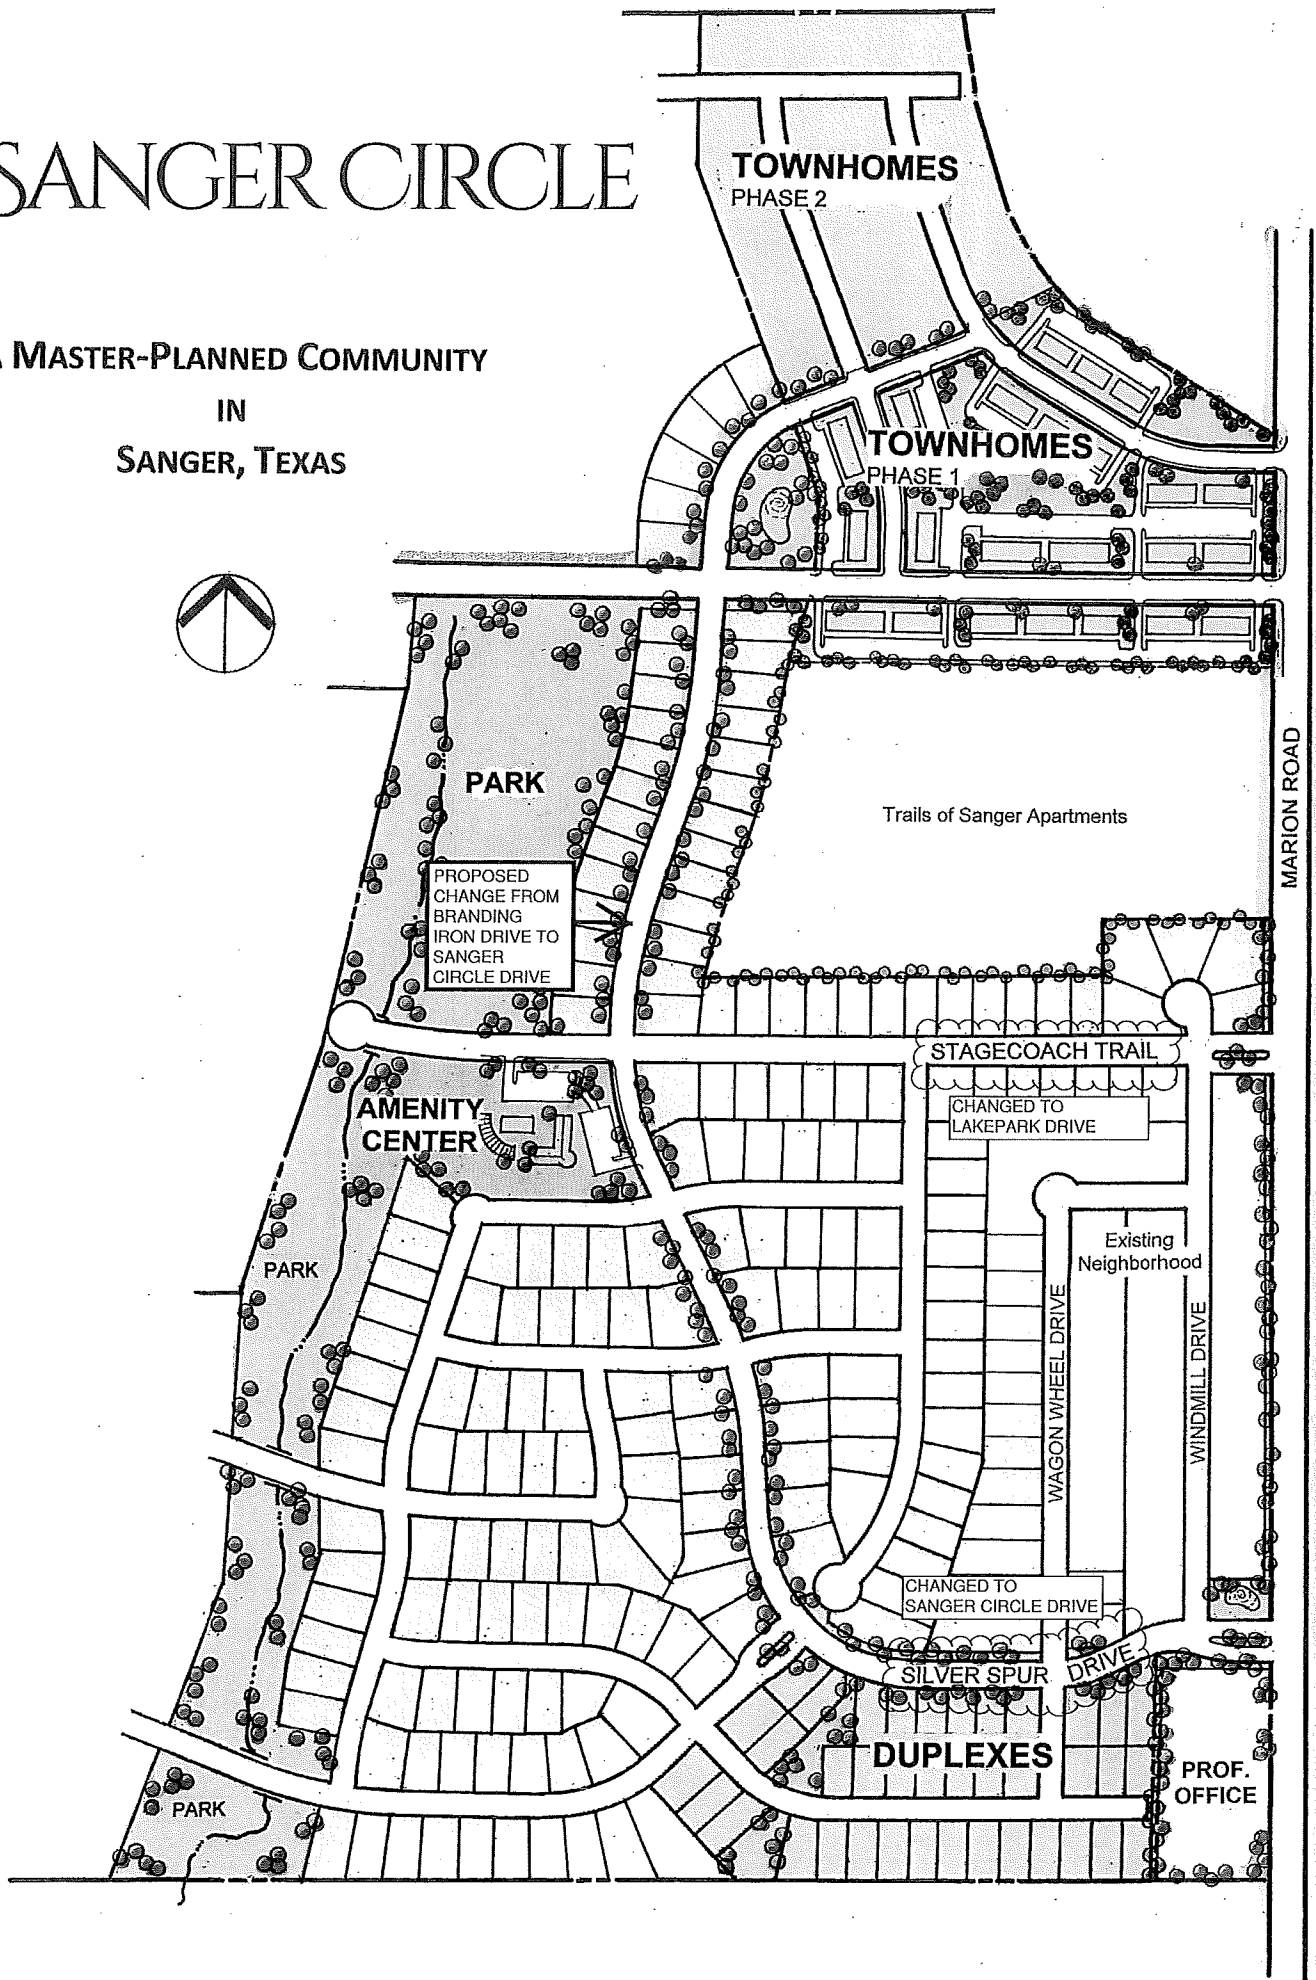 SANGER CIRCLE
A MASTER-PLANNED COMMUNITY
IN
SANGER, TEXAS
TOWNHOMES
PHASE 2
TOWNHOMES
PHASE 1
PARK
Trails of Sanger Apartments
MARION ROAD
PROPOSED
CHANGE FROM
BRANDING
IRON DRIVE TO
SANGER
CIRCLE DRIVE
STAGECOACH TRAIL
CHANGED TO
LAKEPARK DRIVE
AMENITY
CENTER
PARK
Existing
Neighborhood
WAGON WHEEL DRIVE
WINDMILL DRIVE
CHANGED TO
SANGER CIRCLE DRIVE
SILVER SPUR DRIVE
DUPLEXES
PROF.
OFFICE
PARK